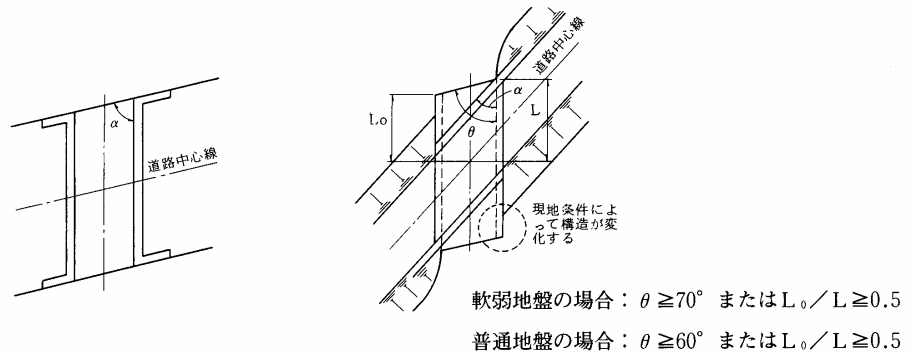 α
道路中心線
道路中心線
α
L
L₀
θ
現地条件によ
って構造が変
化する
軟弱地盤の場合：θ≧70° またはL₀／L≧0.5
普通地盤の場合：θ≧60° またはL₀／L≧0.5